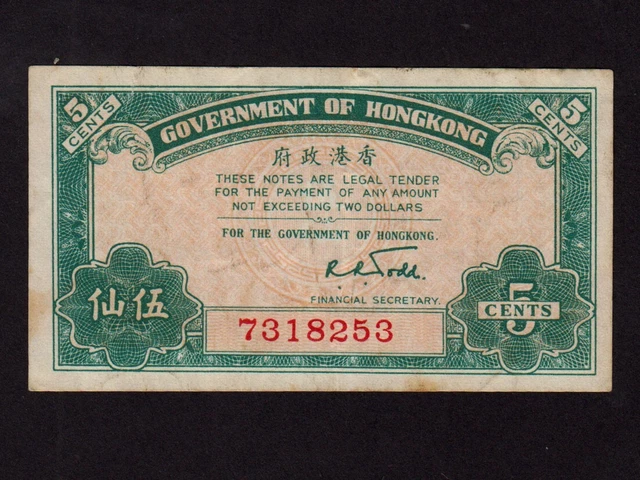 5 CENTS
5 CENTS
GOVERNMENT OF HONGKONG
府政港香
THESE NOTES ARE LEGAL TENDER
FOR THE PAYMENT OF ANY AMOUNT
NOT EXCEEDING TWO DOLLARS
FOR THE GOVERNMENT OF HONGKONG.
R.R. Todd.
FINANCIAL SECRETARY.
仙伍
5 CENTS
7318253